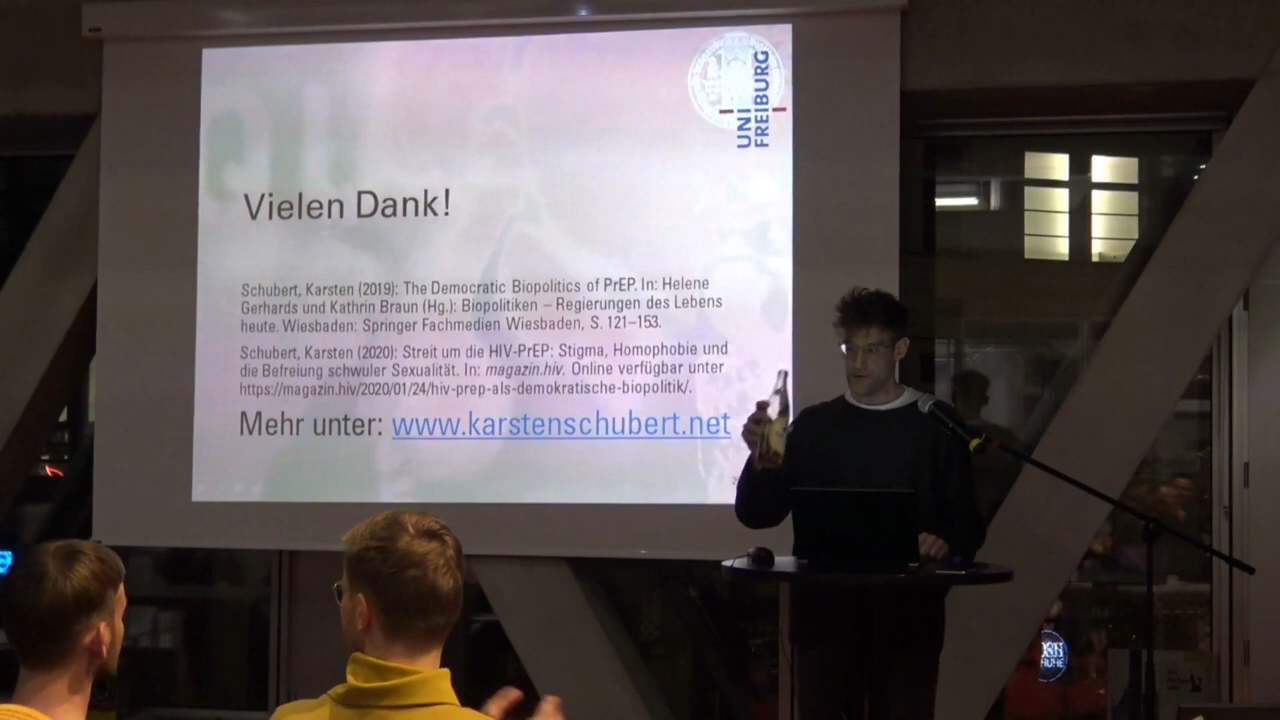 UNI
FREIBURG
Vielen Dank!
Schubert, Karsten (2019): The Democratic Biopolitics of PrEP. In: Helene
Gerhards und Kathrin Braun (Hg.): Biopolitiken – Regierungen des Lebens
heute. Wiesbaden: Springer Fachmedien Wiesbaden, S. 121–153.
Schubert, Karsten (2020): Streit um die HIV-PrEP: Stigma, Homophobie und
die Befreiung schwuler Sexualität. In: magazin.hiv. Online verfügbar unter
https://magazin.hiv/2020/01/24/hiv-prep-als-demokratische-biopolitik/.
Mehr unter: www.karstenschubert.net